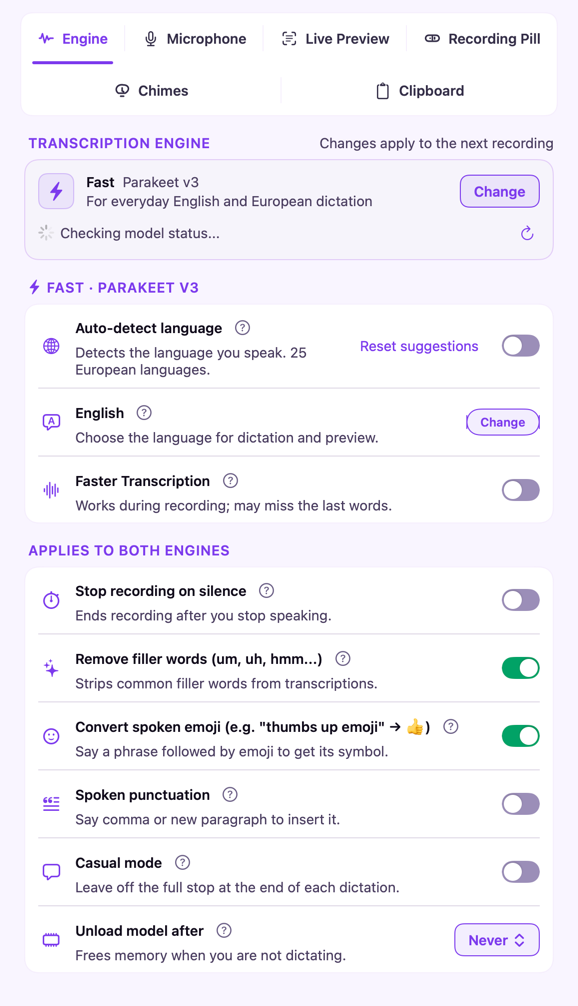 Engine
Microphone
Live Preview
Recording Pill
Chimes
Clipboard
TRANSCRIPTION ENGINE
Changes apply to the next recording
Fast Parakeet v3
For everyday English and European dictation
Change
Checking model status...
FAST · PARAKEET V3
Auto-detect language ?
Detects the language you speak. 25
European languages.
Reset suggestions
English ?
Choose the language for dictation and preview.
Change
Faster Transcription ?
Works during recording; may miss the last words.
APPLIES TO BOTH ENGINES
Stop recording on silence ?
Ends recording after you stop speaking.
Remove filler words (um, uh, hmm...) ?
Strips common filler words from transcriptions.
Convert spoken emoji (e.g. "thumbs up emoji" → 👍) ?
Say a phrase followed by emoji to get its symbol.
Spoken punctuation ?
Say comma or new paragraph to insert it.
Casual mode ?
Leave off the full stop at the end of each dictation.
Unload model after ?
Frees memory when you are not dictating.
Never